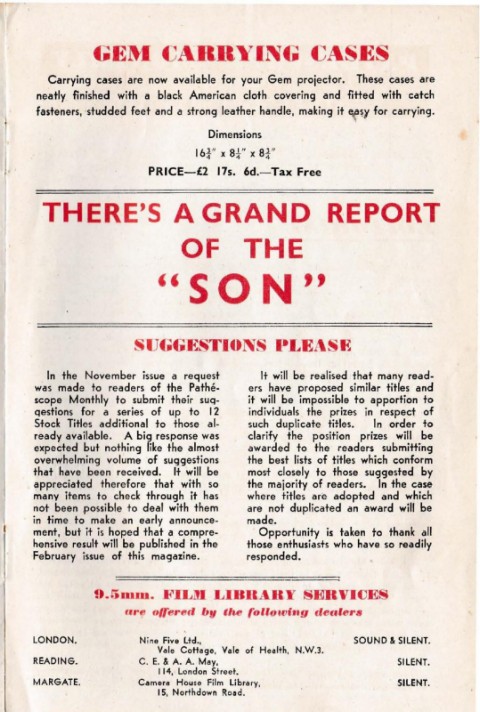 GEM CARRYING CASES
Carrying cases are now available for your Gem projector. These cases are
neatly finished with a black American cloth covering and fitted with catch
fasteners, studded feet and a strong leather handle, making it easy for carrying.
Dimensions
16¾" x 8¼" x 8¾"
PRICE—£2 17s. 6d.—Tax Free
THERE'S A GRAND REPORT
OF THE
"SON"
SUGGESTIONS PLEASE
In the November issue a request
was made to readers of the Pathé-
scope Monthly to submit their sug-
gestions for a series of up to 12
Stock Titles additional to those al-
ready available. A big response was
expected but nothing like the almost
overwhelming volume of suggestions
that have been received. It will be
appreciated therefore that with so
many items to check through it has
not been possible to deal with them
in time to make an early announce-
ment, but it is hoped that a compre-
hensive result will be published in the
February issue of this magazine.
It will be realised that many read-
ers have proposed similar titles and
it will be impossible to apportion to
individuals the prizes in respect of
such duplicate titles. In order to
clarify the position prizes will be
awarded to the readers submitting
the best lists of titles which conform
most closely to those suggested by
the majority of readers. In the case
where titles are adopted and which
are not duplicated an award will be
made.
Opportunity is taken to thank all
those enthusiasts who have so readily
responded.
9.5mm. FILM LIBRARY SERVICES
are offered by the following dealers
LONDON. Nine Five Ltd., SOUND & SILENT.
Vale Cottage, Vale of Health, N.W.3.
READING. C. E. & A. A. May, SILENT.
114, London Street.
MARGATE. Camera House Film Library, SILENT.
15, Northdown Road.